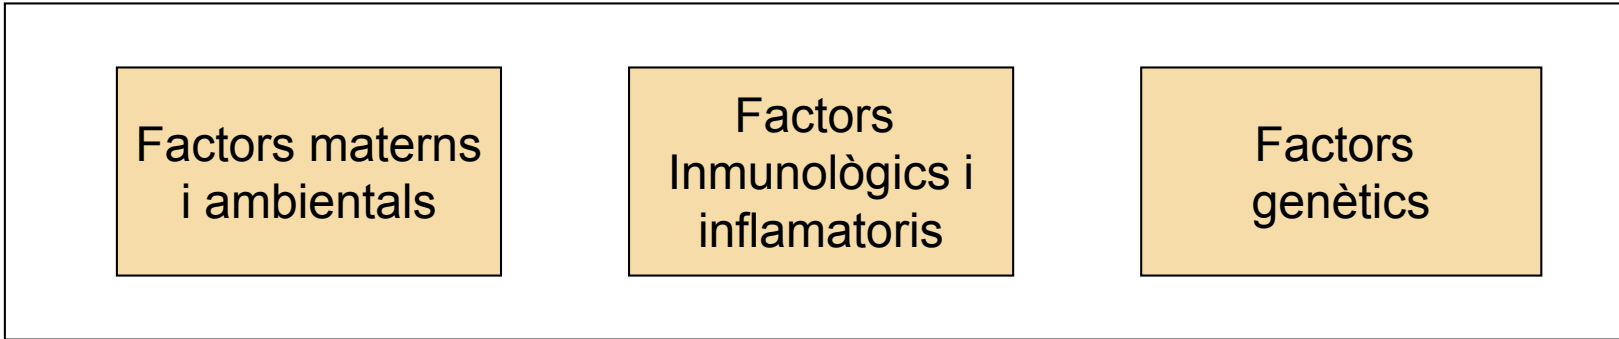 Factors materns
i ambientals
Factors
Inmunològics i
inflamatoris
Factors
genètics